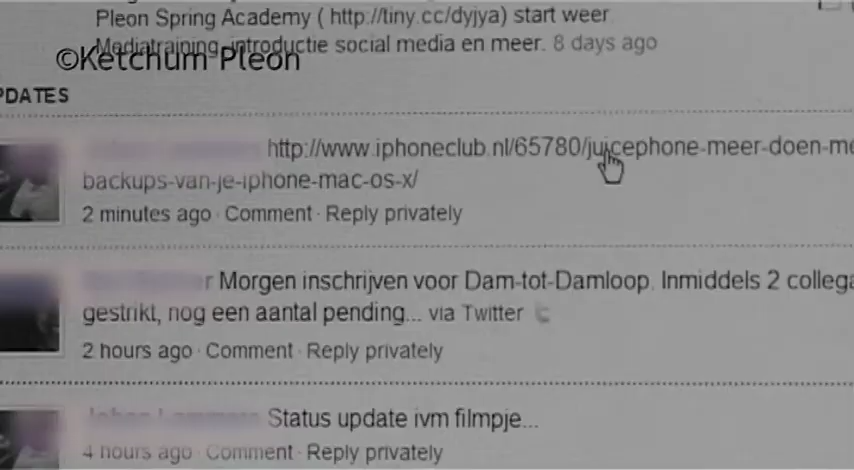 Pleon Spring Academy ( http://tiny.cc/dyjya) start weer
Mediatraining, introductie social media en meer. 8 days ago
©Ketchum Pleon
PDATES
http://www.iphoneclub.nl/65780/juicephone-meer-doen-me
backups-van-je-iphone-mac-os-x/
2 minutes ago · Comment · Reply privately
r Morgen inschrijven voor Dam-tot-Damloop. Inmiddels 2 collega
gestrikt, nog een aantal pending... via Twitter
2 hours ago · Comment · Reply privately
Status update ivm filmpje...
4 hours ago · Comment · Reply privately